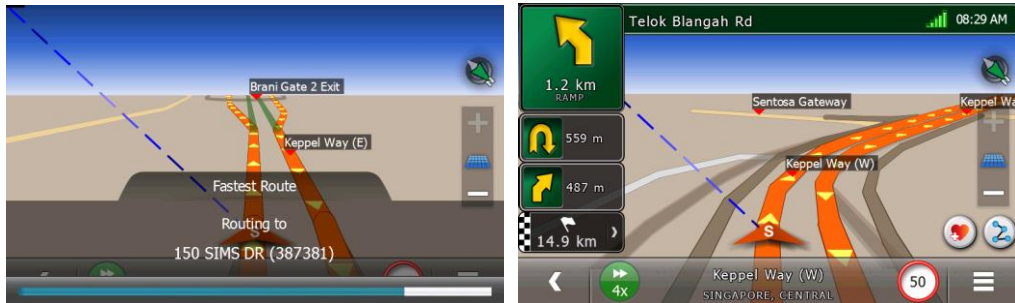 Brani Gate 2 Exit
Keppel Way (E)
Fastest Route
Routing to
S
150 SIMS DR (387381)
4x
Telok Blangah Rd
08:29 AM
1.2 km
RAMP
Sentosa Gateway
Keppel Wa
559 m
Keppel Way (W)
487 m
S
14.9 km
4x
Keppel Way (W)
SINGAPORE, CENTRAL
50